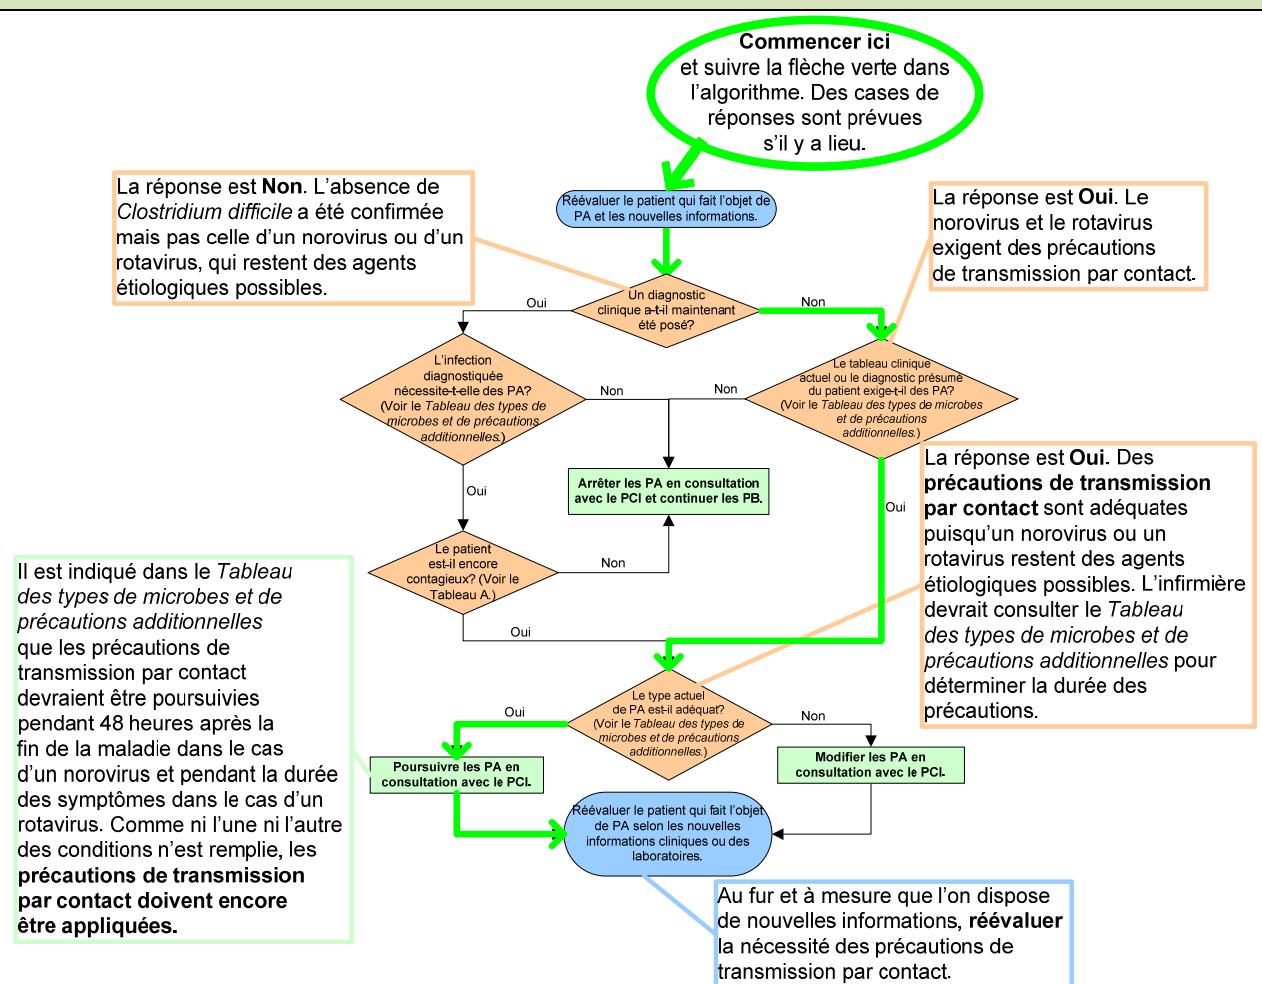 Commencer ici
et suivre la flèche verte dans
l'algorithme. Des cases de
réponses sont prévues
s'il y a lieu.
La réponse est Non. L'absence de
Clostridium difficile a été confirmée
mais pas celle d'un norovirus ou d'un
rotavirus, qui restent des agents
étiologiques possibles.
Réévaluer le patient qui fait l'objet de
PA et les nouvelles informations.
La réponse est Oui. Le
norovirus et le rotavirus
exigent des précautions
de transmission par contact.
Un diagnostic
clinique a-t-il maintenant
été posé?
Oui
Non
L'infection
diagnostiquée
nécessite-t-elle des PA?
(Voir le Tableau des types de
microbes et de précautions
additionnelles.)
Non
Non
Le tableau clinique
actuel ou le diagnostic présumé
du patient exige-t-il des PA?
(Voir le Tableau des types de microbes
et de précautions
additionnelles.)
Arrêter les PA en consultation
avec le PCI et continuer les PB.
Oui
Oui
La réponse est Oui. Des
précautions de transmission
par contact sont adéquates
puisqu'un norovirus ou un
rotavirus restent des agents
étiologiques possibles. L'infirmière
devrait consulter le Tableau
des types de microbes et de
précautions additionnelles pour
déterminer la durée des
précautions.
Le patient
est-il encore
contagieux? (Voir le
Tableau A.)
Non
Oui
Il est indiqué dans le Tableau
des types de microbes et de
précautions additionnelles
que les précautions de
transmission par contact
devraient être poursuivies
pendant 48 heures après la
fin de la maladie dans le cas
d'un norovirus et pendant la durée
des symptômes dans le cas d'un
rotavirus. Comme ni l'une ni l'autre
des conditions n'est remplie, les
précautions de transmission
par contact doivent encore
être appliquées.
Le type actuel
de PA est-il adéquat?
(Voir le Tableau des types de
microbes et de précautions
additionnelles.)
Oui
Non
Poursuivre les PA en
consultation avec le PCI.
Modifier les PA en
consultation avec le PCI.
Réévaluer le patient qui fait l'objet
de PA selon les nouvelles
informations cliniques ou des
laboratoires.
Au fur et à mesure que l'on dispose
de nouvelles informations, réévaluer
la nécessité des précautions de
transmission par contact.